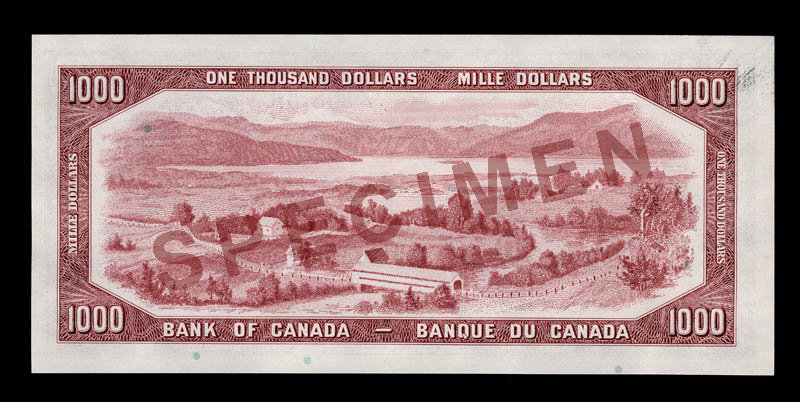 ONE THOUSAND DOLLARS MILLE DOLLARS
1000 1000
MILLE DOLLARS
SPECIMEN
ONE THOUSAND DOLLARS
1000 BANK OF CANADA — BANQUE DU CANADA 1000